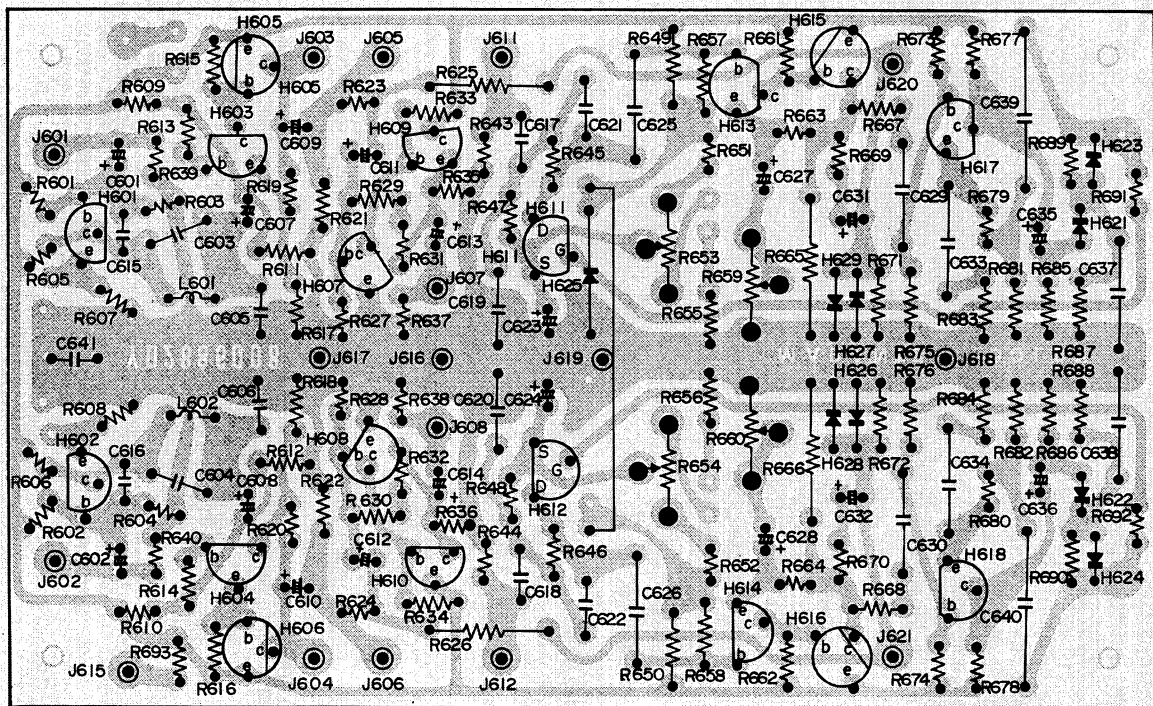 H605 J603 J605 J611 R649 R657 R661 H615 R673 R677
R615 e c b R625 b e b c J620
R609 H605 R623 R633 C639
H603 C617 C621 C625 e c H613 R663 R667 b c e
R613 C609 H609 R643 R689 H623
J601 c b e C611 b c e R645 R651 R669 H617
R601 C601 R639 R619 R629 R635 C627 C631 C629 R679 R691
H601 R603 C607 R621 R647 H611 C635 H621
b c e C603 C613 D G S R653 R659 R665
R605 C615 R611 b c e R631 H611 H629 R671 C633 R681 R685 C637
L601 H607 J607 H625
R607 C605 R617 R627 R637 C619 C623 R655 H627 R675 R683 R687
C641 YD2886008 J617 J616 J619 J618
C606 R618 H626 R676 R688
R608 L602 R628 R638 C620 C624 R656 R684
H602 H608 e J608 R660 R682 R686 C638
C616 R612 b c R632 S G D R654 R666 H628 R672 C634
R606 e c b C604 C608 R622 C614 R648 C636 H622
R602 R604 R620 R630 R636 H612 C632 R680 R692
C602 R640 C612 R644 R646 C628 C630
J602 b c e H610 b c e R652 R664 R670 H618
R614 H604 C610 C618 C626 H614 R668 e c b R690 H624
R610 R624 R634 C622 e c b H616 C640
R693 H606 e c b R626 b c e J621
J615 R616 J604 J606 J612 R650 R658 R662 R674 R678